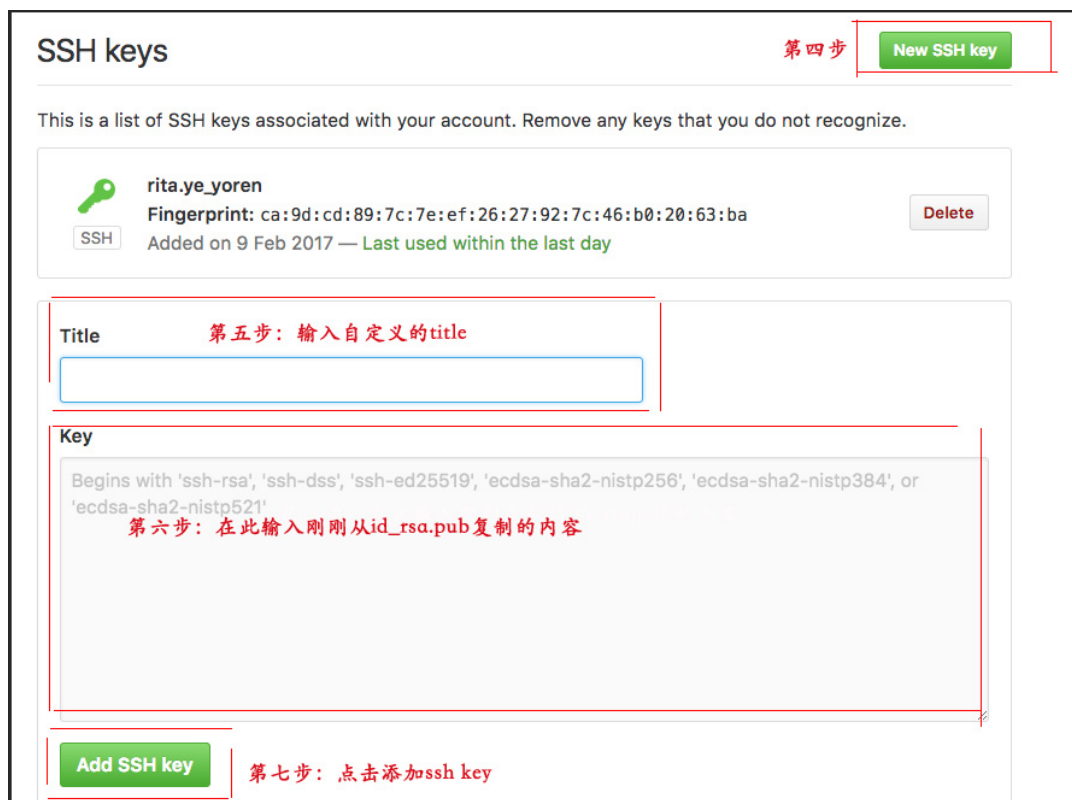 SSH keys
第四步
New SSH key
This is a list of SSH keys associated with your account. Remove any keys that you do not recognize.
rita.ye_yoren
Fingerprint: ca:9d:cd:89:7c:7e:ef:26:27:92:7c:46:b0:20:63:ba
SSH
Added on 9 Feb 2017 — Last used within the last day
Delete
Title
第五步：输入自定义的title
Key
Begins with 'ssh-rsa', 'ssh-dss', 'ssh-ed25519', 'ecdsa-sha2-nistp256', 'ecdsa-sha2-nistp384', or
'ecdsa-sha2-nistp521'
第六步：在此输入刚刚从id_rsa.pub复制的内容
Add SSH key
第七步：点击添加ssh key